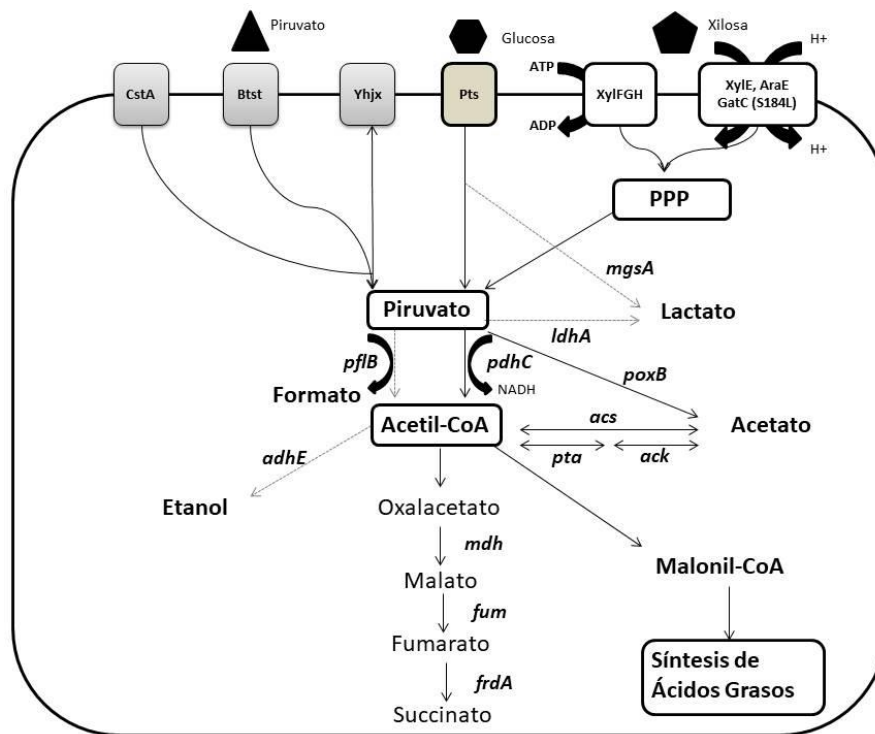 Piruvato
Glucosa
Xilosa
H+
ATP
CstA
Btst
Yhjx
Pts
XylFGH
XylE, AraE
GatC (S184L)
ADP
H+
PPP
mgsA
Piruvato
Lactato
ldhA
pflB
pdhC
poxB
Formato
NADH
Acetil-CoA
acs
Acetato
adhE
pta
ack
Etanol
Oxalacetato
mdh
Malato
Malonil-CoA
fum
Fumarato
Síntesis de
Ácidos Grasos
frdA
Succinato